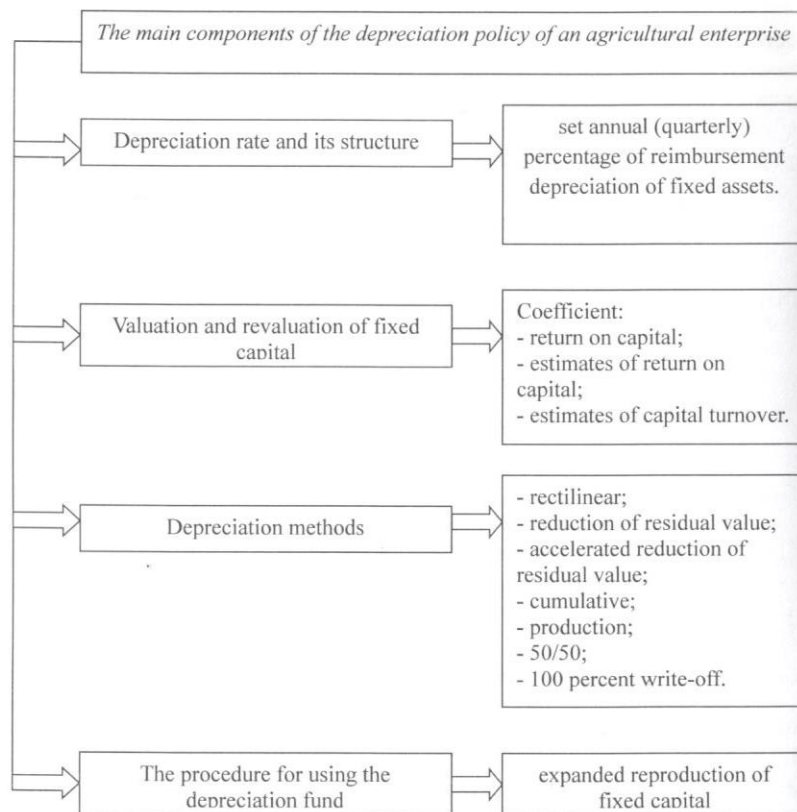 The main components of the depreciation policy of an agricultural enterprise
Depreciation rate and its structure
set annual (quarterly)
percentage of reimbursement
depreciation of fixed assets.
Valuation and revaluation of fixed
capital
Coefficient:
- return on capital;
- estimates of return on
capital;
- estimates of capital turnover.
Depreciation methods
- rectilinear;
- reduction of residual value;
- accelerated reduction of
residual value;
- cumulative;
- production;
- 50/50;
- 100 percent write-off.
The procedure for using the
depreciation fund
expanded reproduction of
fixed capital